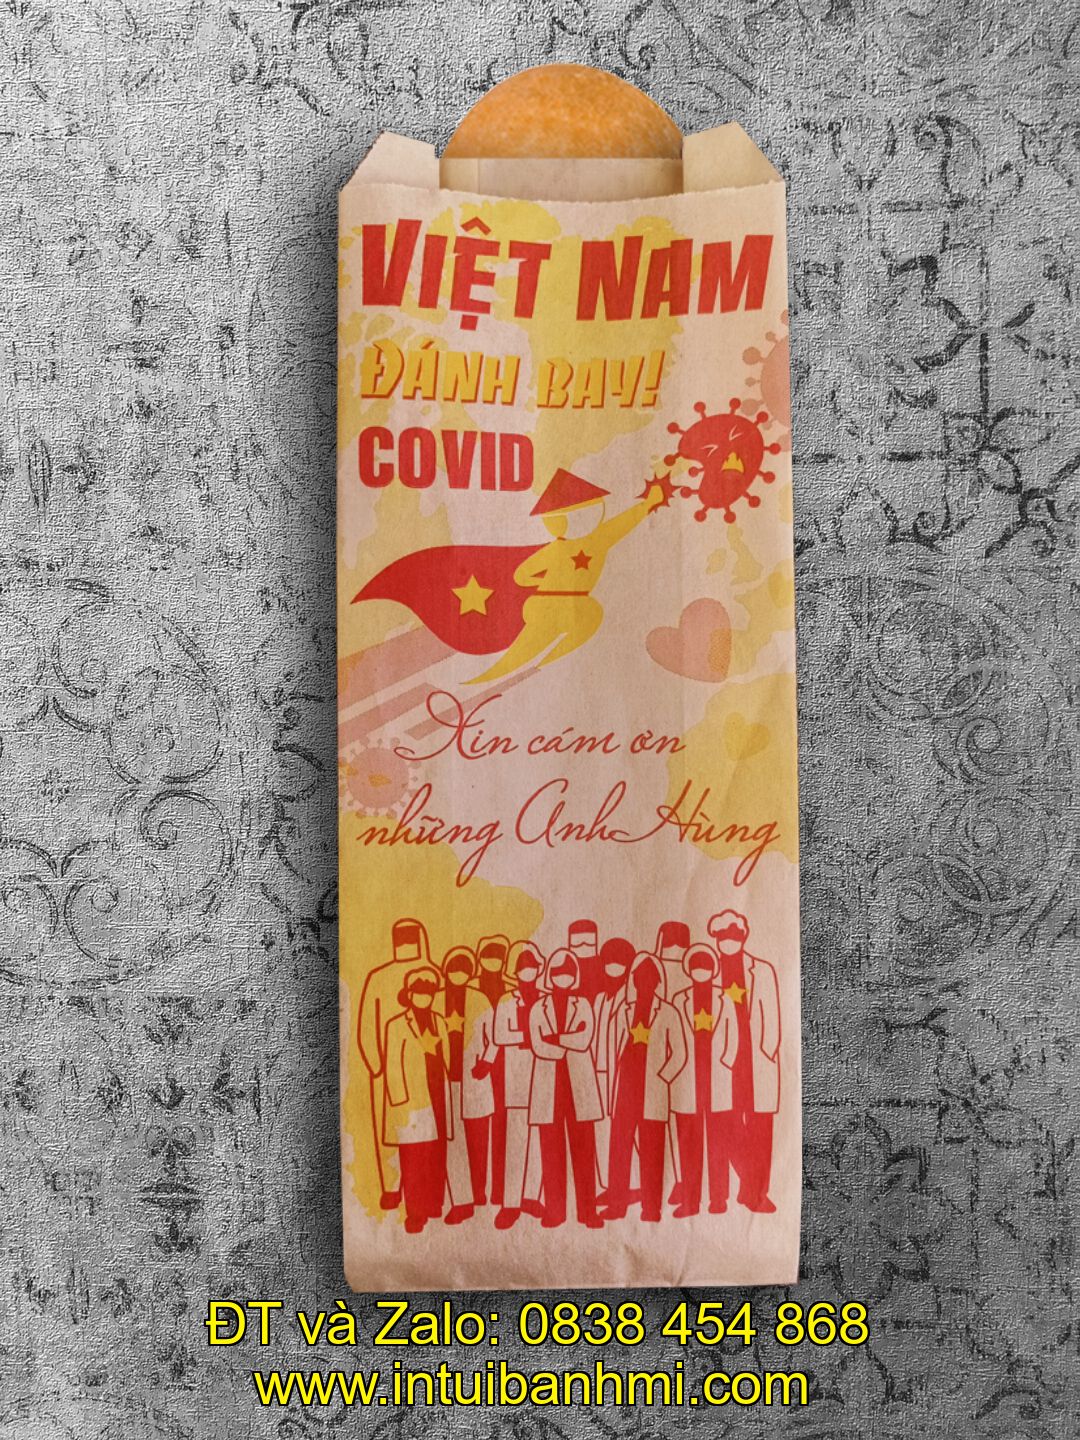 VIỆT NAM
ĐÁNH BAY!
COVID
Xin cám ơn
những Anh Hùng
ĐT và Zalo: 0838 454 868
www.intuibanhmi.com